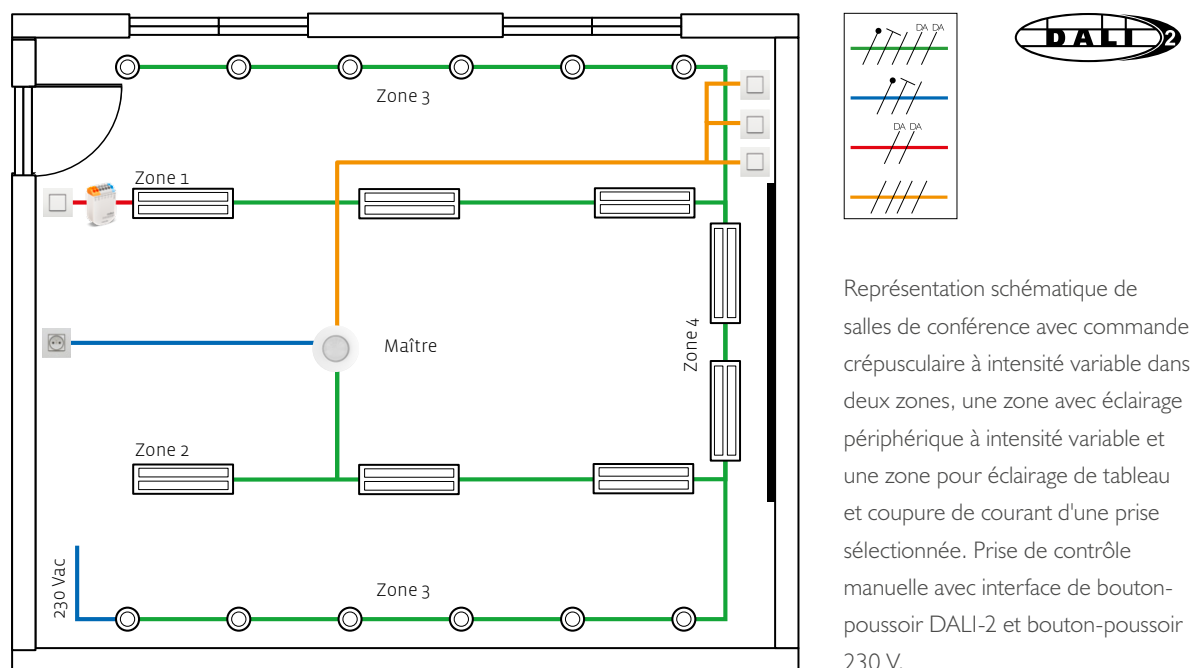 DA DA
DALI 2
Zone 3
DA DA
Zone 1
Représentation schématique de
salles de conférence avec commande
crépusculaire à intensité variable dans
deux zones, une zone avec éclairage
périphérique à intensité variable et
une zone pour éclairage de tableau
et coupure de courant d'une prise
sélectionnée. Prise de contrôle
manuelle avec interface de bouton-
poussoir DALI-2 et bouton-poussoir
230 V.
Maître
Zone 4
Zone 2
230 Vac
Zone 3